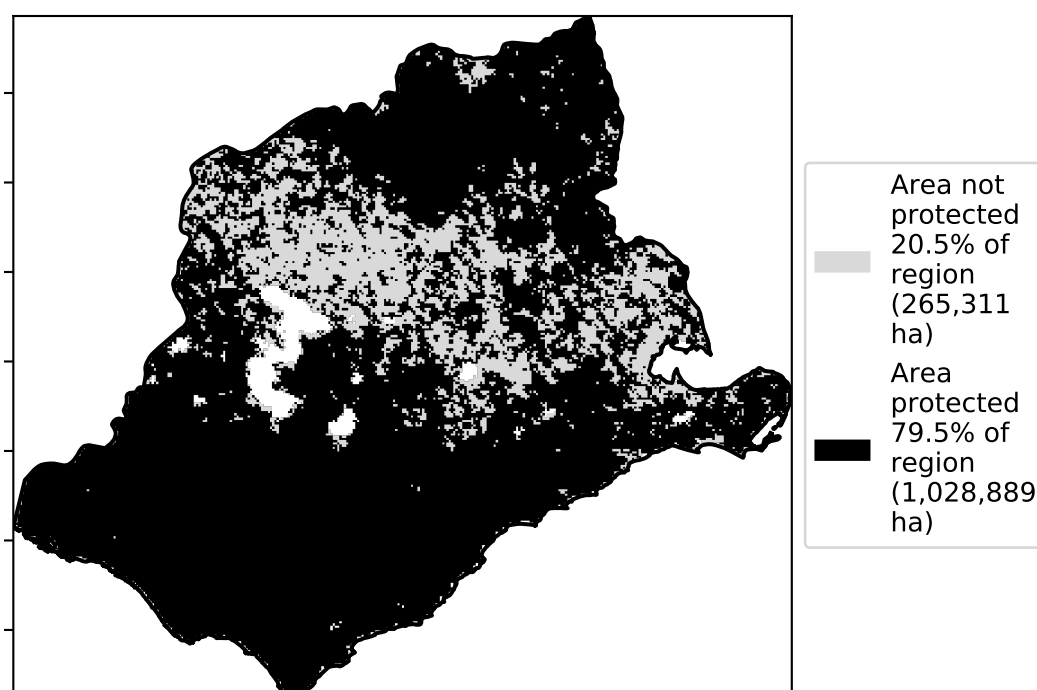 Area not
protected
20.5% of
region
(265,311
ha)
Area
protected
79.5% of
region
(1,028,889
ha)